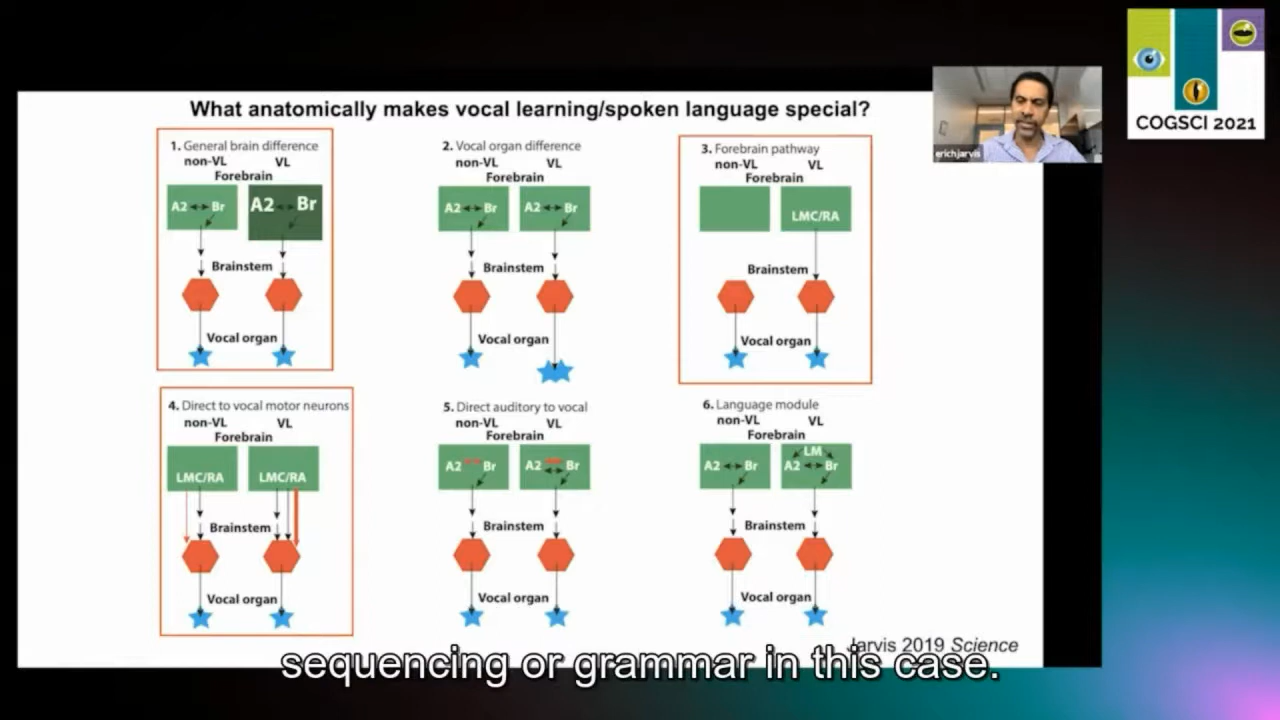 What anatomically makes vocal learning/spoken language special?
1. General brain difference
non-VL VL
Forebrain
A2 Br A2 Br
Brainstem
Vocal organ
2. Vocal organ difference
non-VL VL
Forebrain
A2 Br A2 Br
Brainstem
Vocal organ
3. Forebrain pathway
non-VL VL
Forebrain
LMC/RA
Brainstem
Vocal organ
4. Direct to vocal motor neurons
non-VL VL
Forebrain
LMC/RA LMC/RA
Brainstem
Vocal organ
5. Direct auditory to vocal
non-VL VL
Forebrain
A2 Br A2 Br
Brainstem
Vocal organ
6. Language module
non-VL VL
Forebrain
LM
A2 Br A2 Br
Brainstem
Vocal organ
Jarvis 2019 Science
sequencing or grammar in this case.
erichjarvis
COGSCI 2021